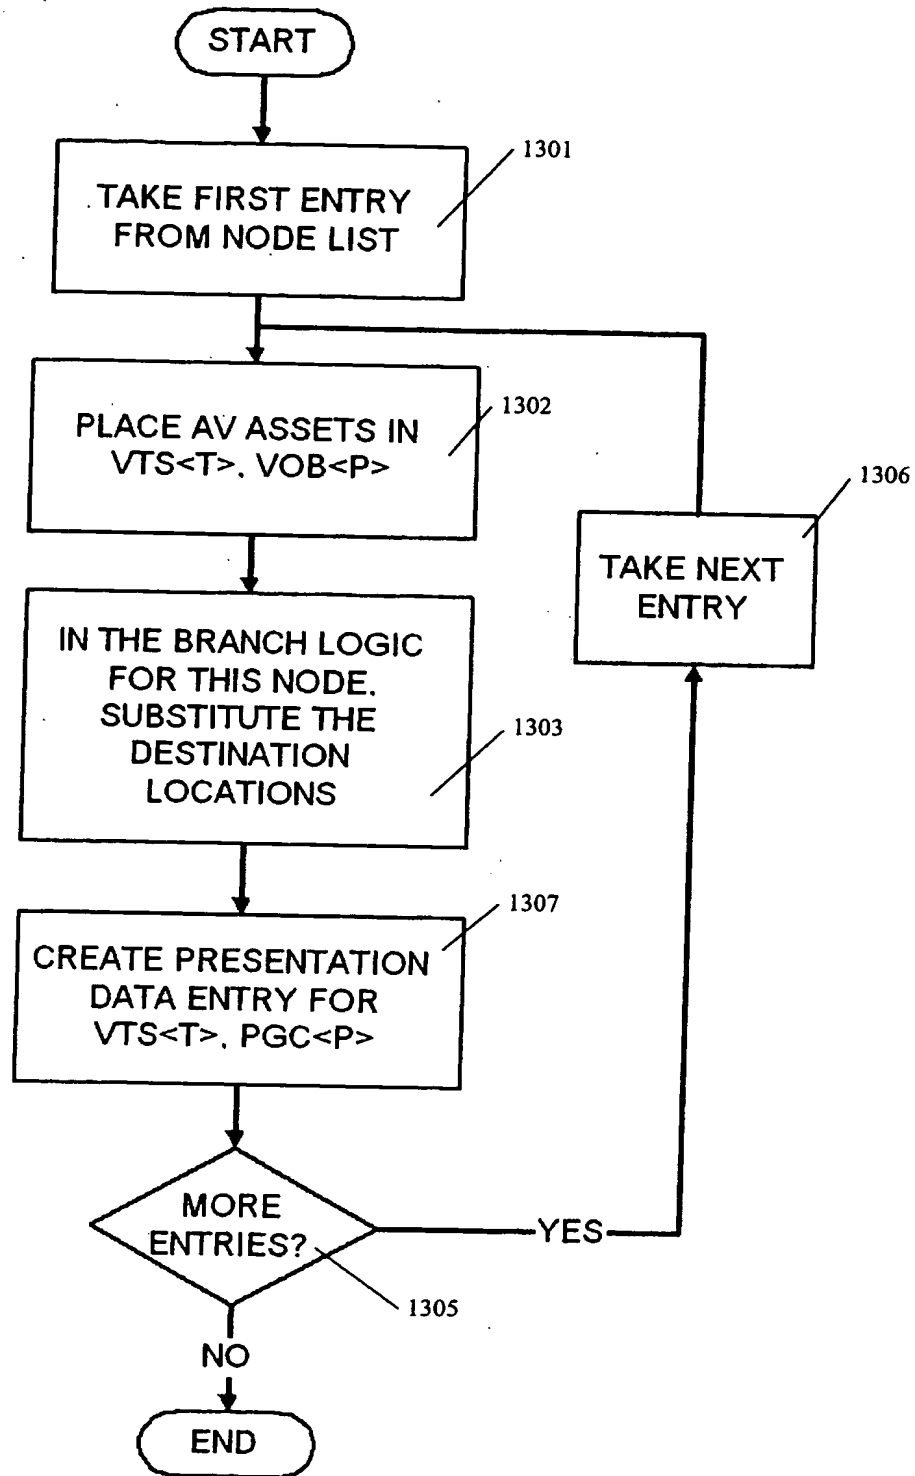 START
1301
TAKE FIRST ENTRY
FROM NODE LIST
1302
PLACE AV ASSETS IN
VTS<T>, VOB<P>
1306
TAKE NEXT
ENTRY
IN THE BRANCH LOGIC
FOR THIS NODE,
SUBSTITUTE THE
DESTINATION
LOCATIONS
1303
1307
CREATE PRESENTATION
DATA ENTRY FOR
VTS<T>, PGC<P>
MORE
ENTRIES?
YES
1305
NO
END